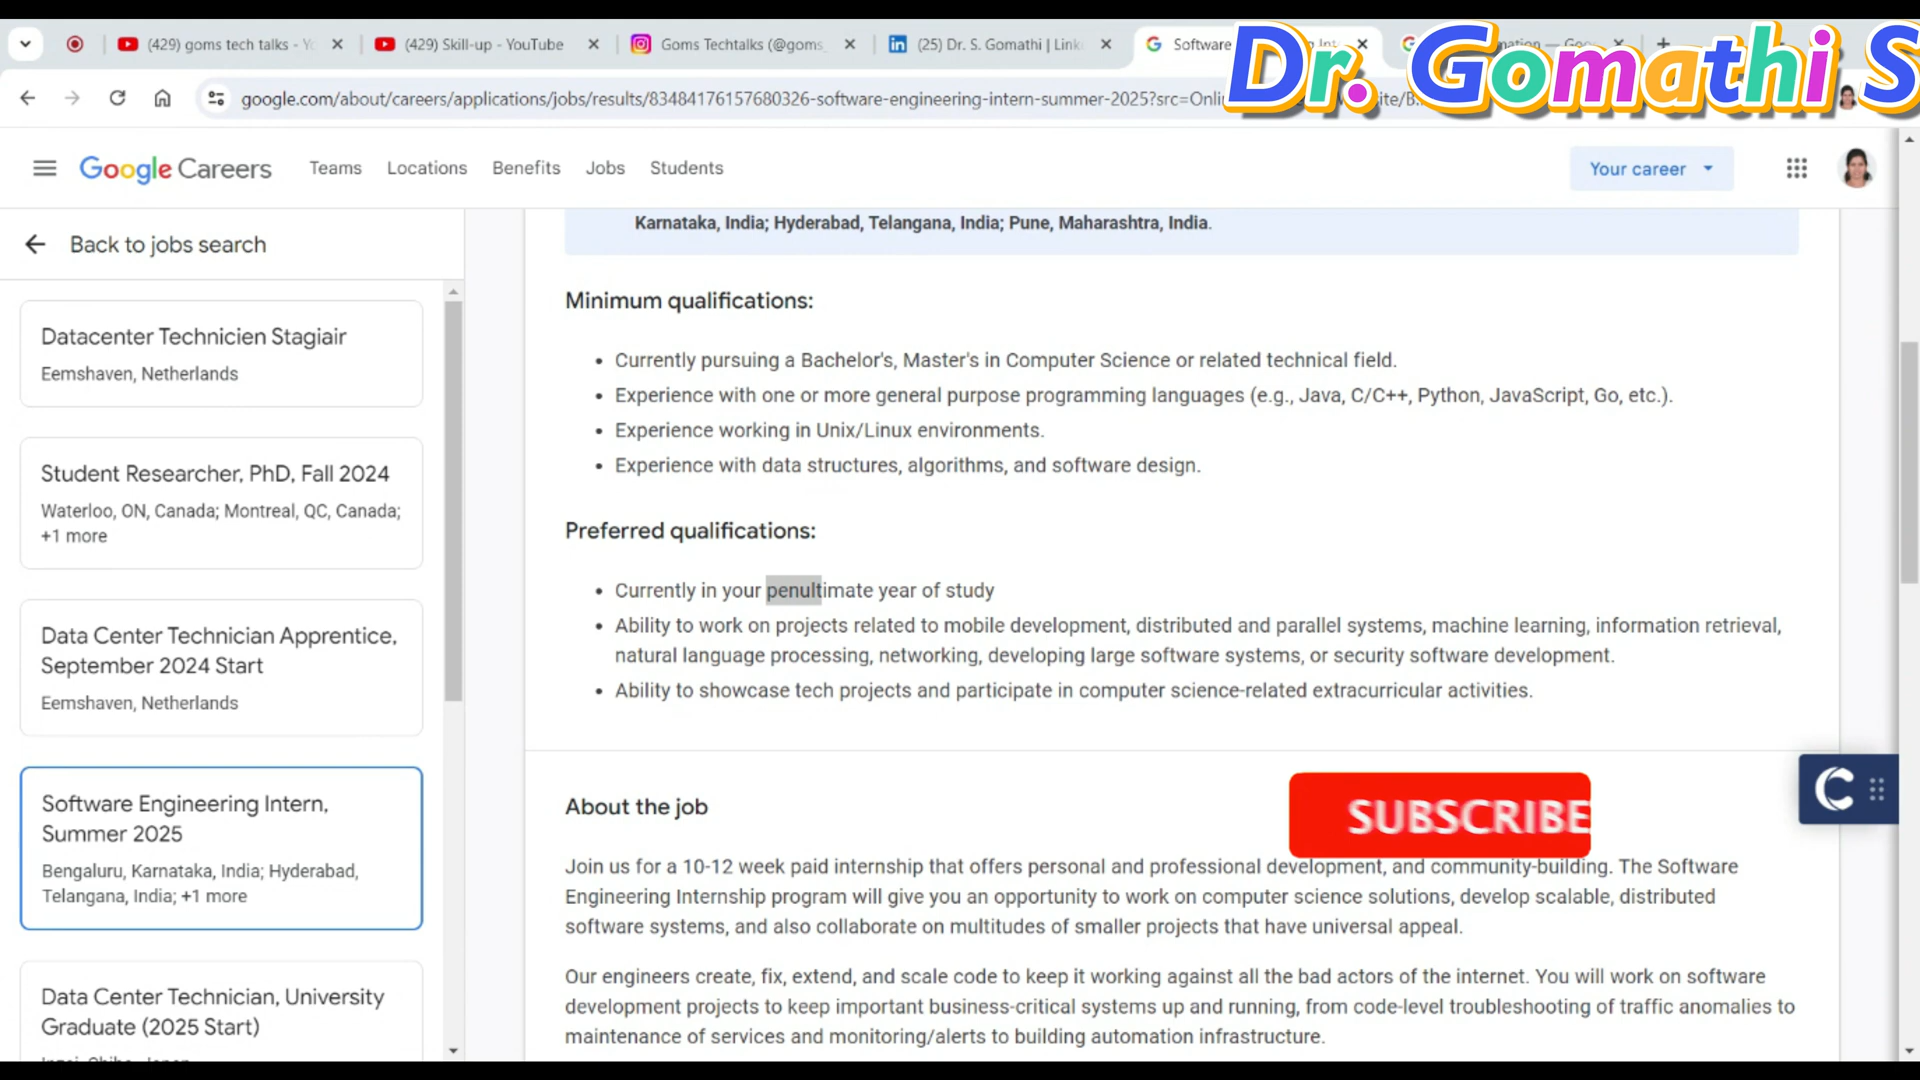 (429) goms tech talks - Yo
(429) Skill-up - YouTube
Goms Techtalks (@goms_
(25) Dr. S. Gomathi | Link
Software
Dr. Gomathi S
google.com/about/careers/applications/jobs/results/83484176157680326-software-engineering-intern-summer-2025?src=Onli
Google Careers
Teams
Locations
Benefits
Jobs
Students
Your career
Back to jobs search
Datacenter Technicien Stagiair
Eemshaven, Netherlands
Student Researcher, PhD, Fall 2024
Waterloo, ON, Canada; Montreal, QC, Canada;
+1 more
Data Center Technician Apprentice,
September 2024 Start
Eemshaven, Netherlands
Software Engineering Intern,
Summer 2025
Bengaluru, Karnataka, India; Hyderabad,
Telangana, India; +1 more
Data Center Technician, University
Graduate (2025 Start)
Karnataka, India; Hyderabad, Telangana, India; Pune, Maharashtra, India.
Minimum qualifications:
• Currently pursuing a Bachelor's, Master's in Computer Science or related technical field.
• Experience with one or more general purpose programming languages (e.g., Java, C/C++, Python, JavaScript, Go, etc.).
• Experience working in Unix/Linux environments.
• Experience with data structures, algorithms, and software design.
Preferred qualifications:
• Currently in your penultimate year of study
• Ability to work on projects related to mobile development, distributed and parallel systems, machine learning, information retrieval,
natural language processing, networking, developing large software systems, or security software development.
• Ability to showcase tech projects and participate in computer science-related extracurricular activities.
About the job
SUBSCRIBE
Join us for a 10-12 week paid internship that offers personal and professional development, and community-building. The Software
Engineering Internship program will give you an opportunity to work on computer science solutions, develop scalable, distributed
software systems, and also collaborate on multitudes of smaller projects that have universal appeal.
Our engineers create, fix, extend, and scale code to keep it working against all the bad actors of the internet. You will work on software
development projects to keep important business-critical systems up and running, from code-level troubleshooting of traffic anomalies to
maintenance of services and monitoring/alerts to building automation infrastructure.